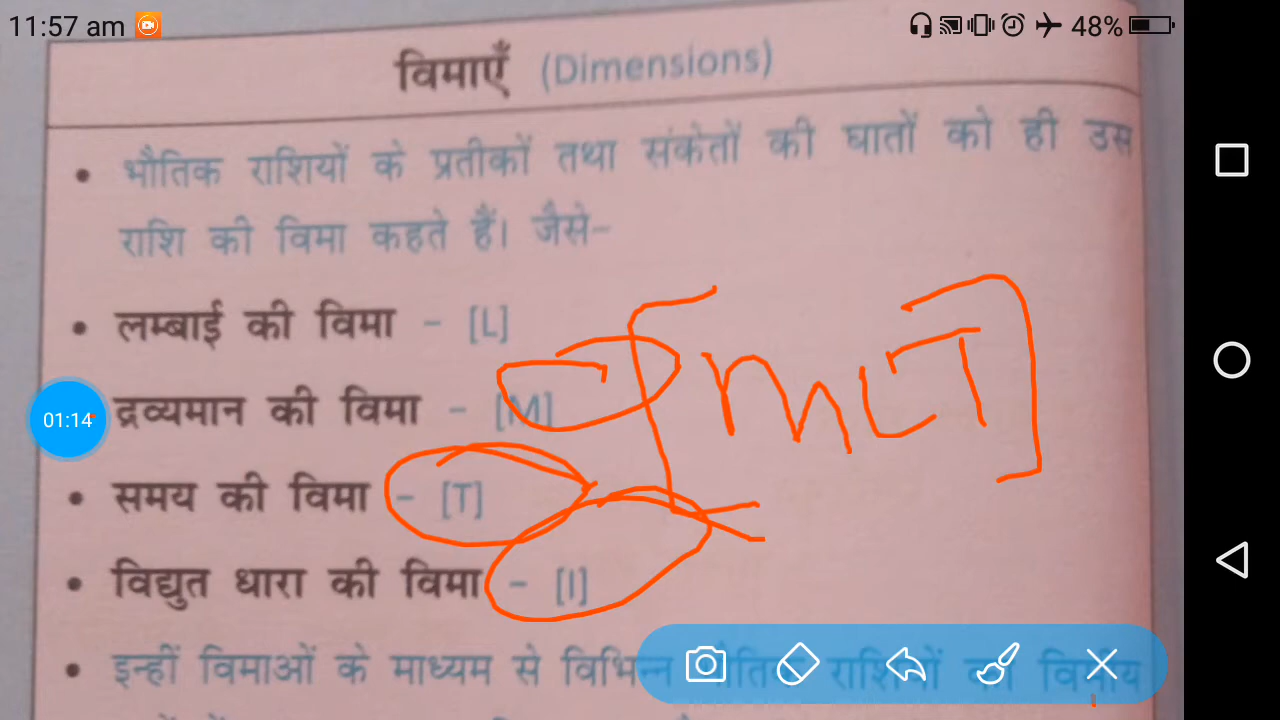 11:57 am 48%
विमाएँ (Dimensions)
• भौतिक राशियों के प्रतीकों तथा संकेतों की घातों को ही उस
राशि की विमा कहते हैं। जैसे–
• लम्बाई की विमा – [L]
• द्रव्यमान की विमा – [M]
[MLT]
01:14
• समय की विमा – [T]
• विद्युत धारा की विमा – [I]
• इन्हीं विमाओं के माध्यम से विभिन्न भौतिक राशियों का विमीय